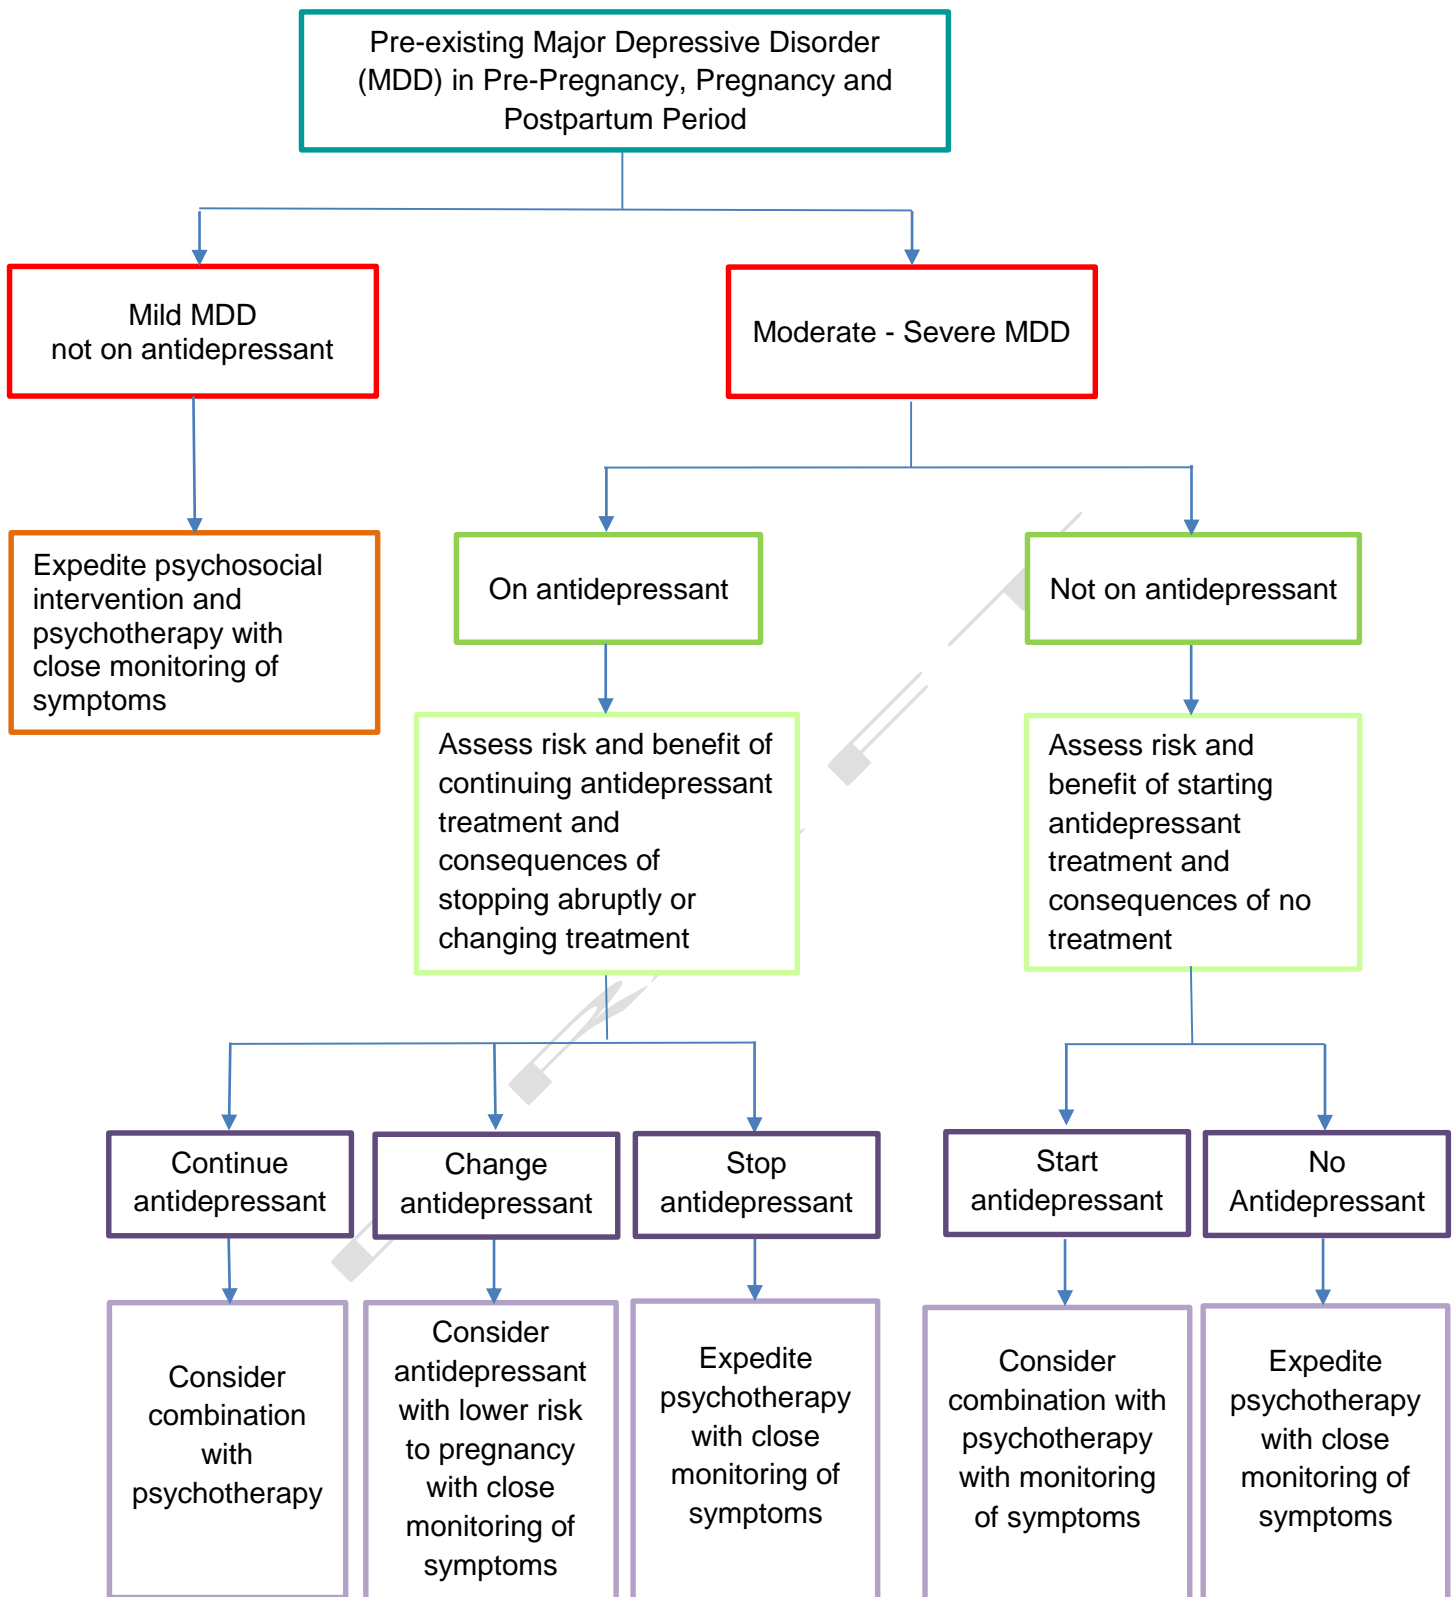 Pre-existing Major Depressive Disorder
(MDD) in Pre-Pregnancy, Pregnancy and
Postpartum Period
Mild MDD
not on antidepressant
Moderate - Severe MDD
Expedite psychosocial
intervention and
psychotherapy with
close monitoring of
symptoms
On antidepressant
Not on antidepressant
Assess risk and benefit of
continuing antidepressant
treatment and
consequences of
stopping abruptly or
changing treatment
Assess risk and
benefit of starting
antidepressant
treatment and
consequences of no
treatment
Continue
antidepressant
Change
antidepressant
Stop
antidepressant
Start
antidepressant
No
Antidepressant
Consider
combination
with
psychotherapy
Consider
antidepressant
with lower risk
to pregnancy
with close
monitoring of
symptoms
Expedite
psychotherapy
with close
monitoring of
symptoms
Consider
combination with
psychotherapy
with monitoring
of symptoms
Expedite
psychotherapy
with close
monitoring of
symptoms